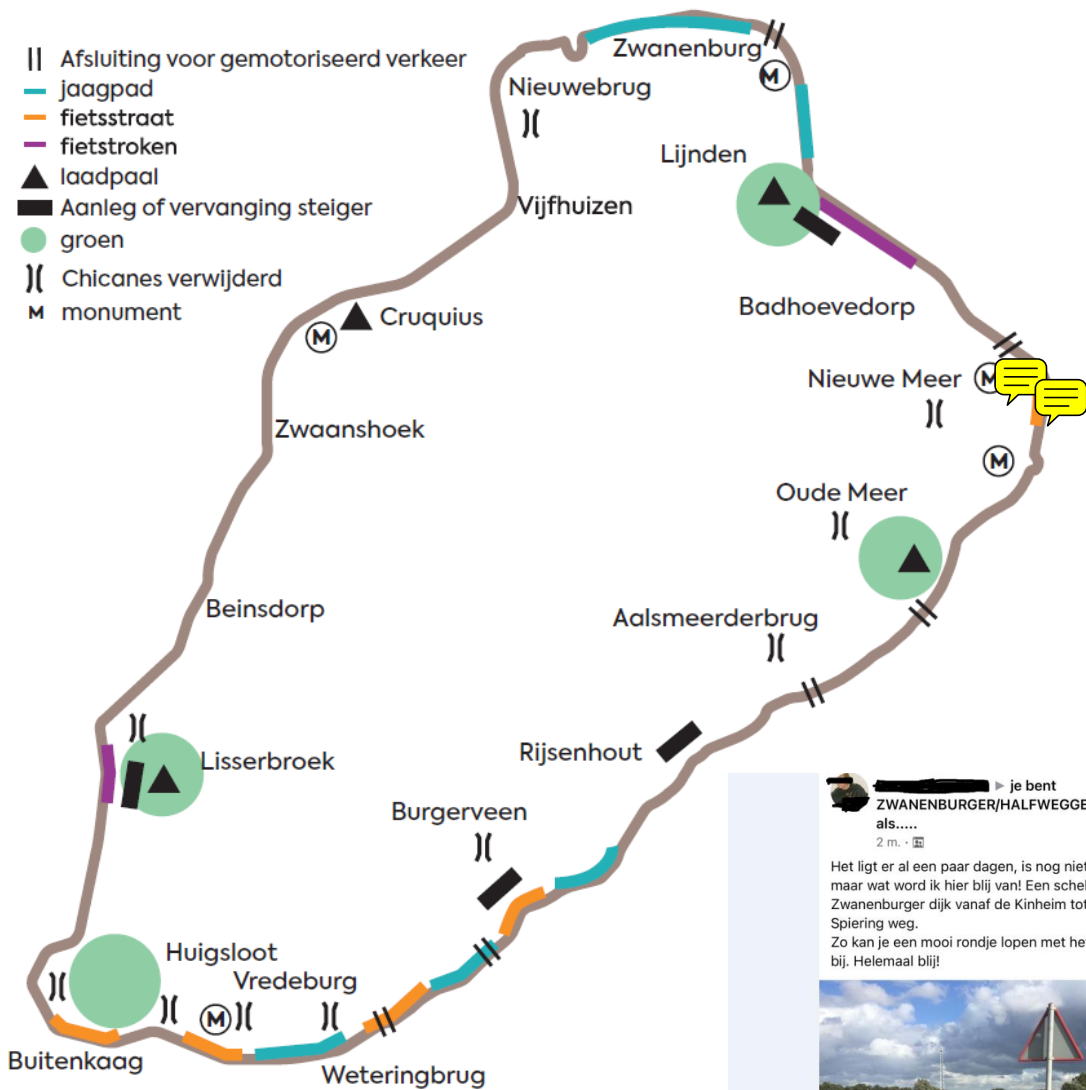 Afsluiting voor gemotoriseerd verkeer
jaagpad
fietsstraat
fietstroken
laadpaal
Aanleg of vervanging steiger
groen
Chicanes verwijderd
M monument
Zwanenburg
M
Nieuwebrug
Lijnden
Vijfhuizen
Badhoevedorp
Cruquius
M
Nieuwe Meer
M
Zwaanshoek
M
Oude Meer
Beinsdorp
Aalsmeerderbrug
Rijsenhout
Lisserbroek
Burgerveen
Huigsloot
Vredeburg
M
Buitenkaag
Weteringbrug
je bent
ZWANENBURGER/HALFWEGGE
als.....
2 m.
Het ligt er al een paar dagen, is nog niet
maar wat word ik hier blij van! Een schel
Zwanenburger dijk vanaf de Kinheim tot
Spiering weg.
Zo kan je een mooi rondje lopen met he
bij. Helemaal blij!